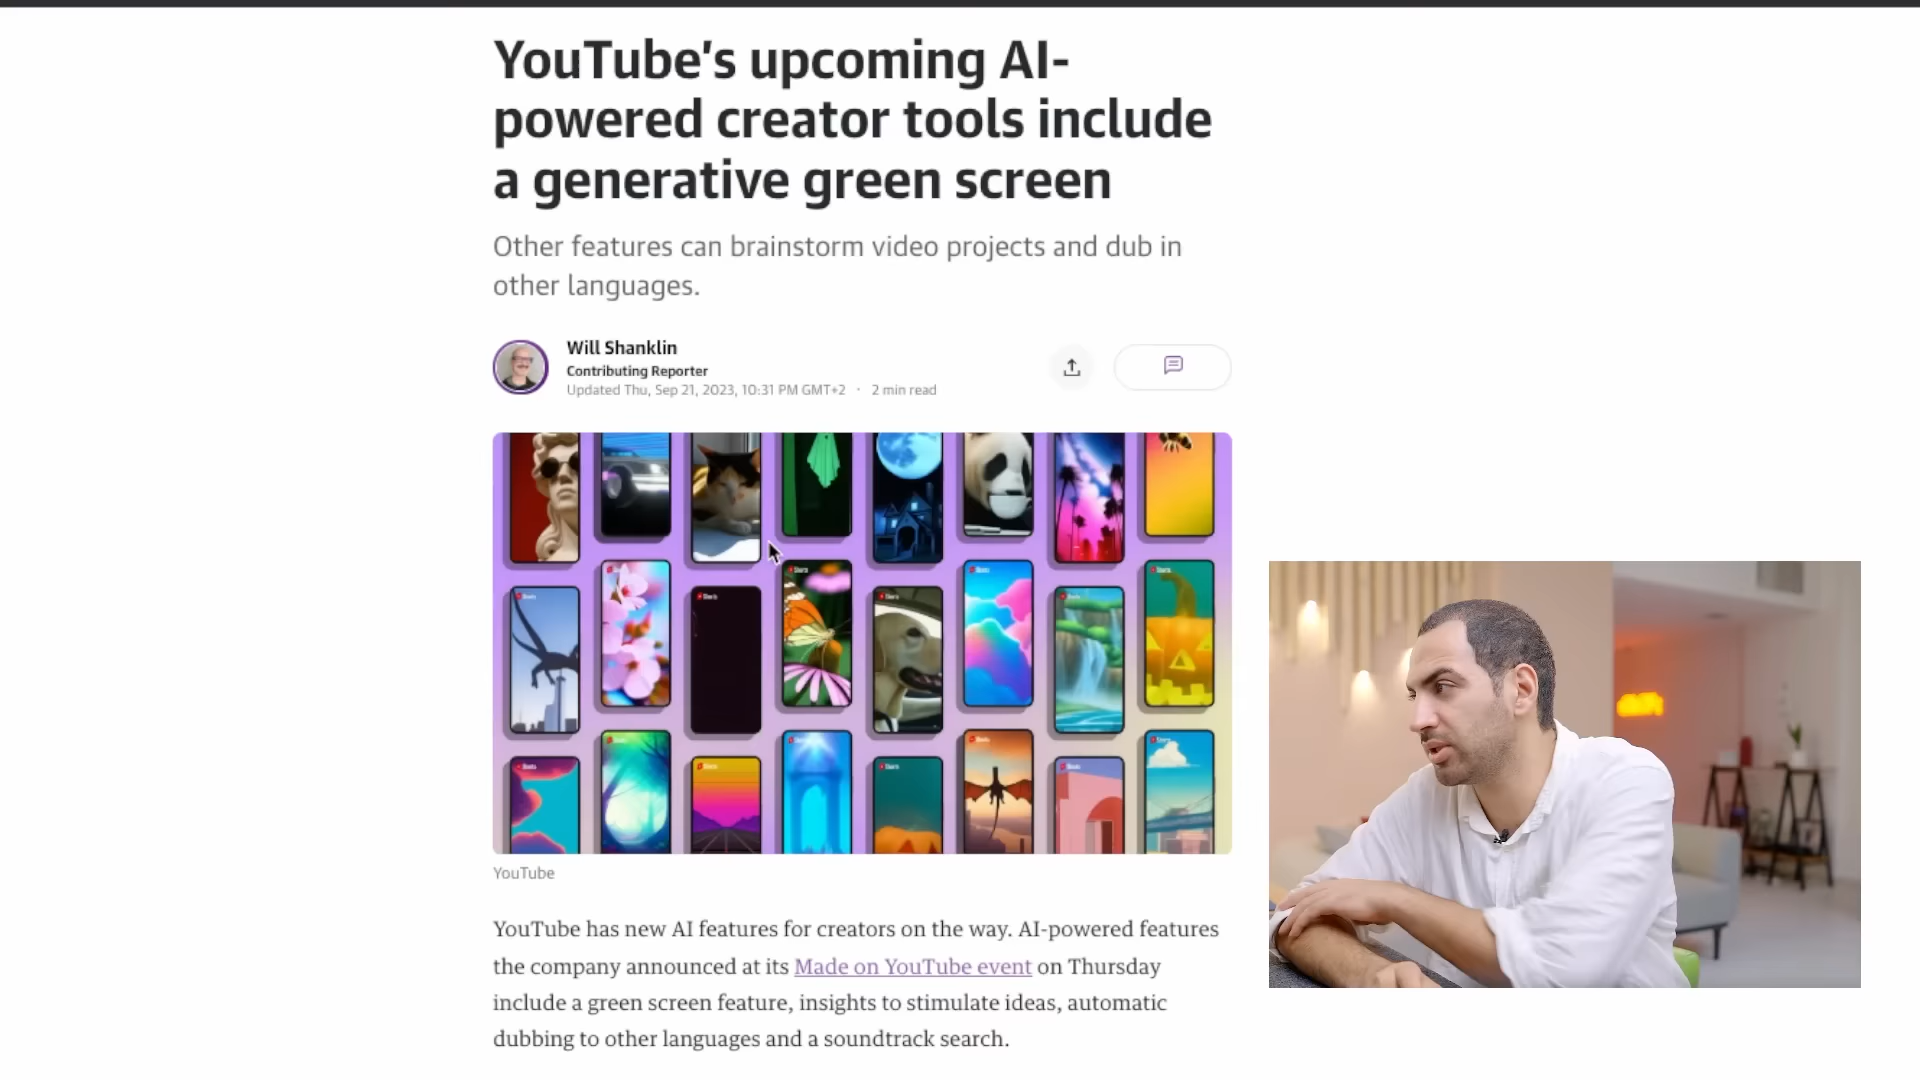 YouTube's upcoming AI-
powered creator tools include
a generative green screen
Other features can brainstorm video projects and dub in
other languages.
Will Shanklin
Contributing Reporter
Updated Thu, Sep 21, 2023, 10:31 PM GMT+2 · 2 min read
YouTube
YouTube has new AI features for creators on the way. AI-powered features
the company announced at its Made on YouTube event on Thursday
include a green screen feature, insights to stimulate ideas, automatic
dubbing to other languages and a soundtrack search.